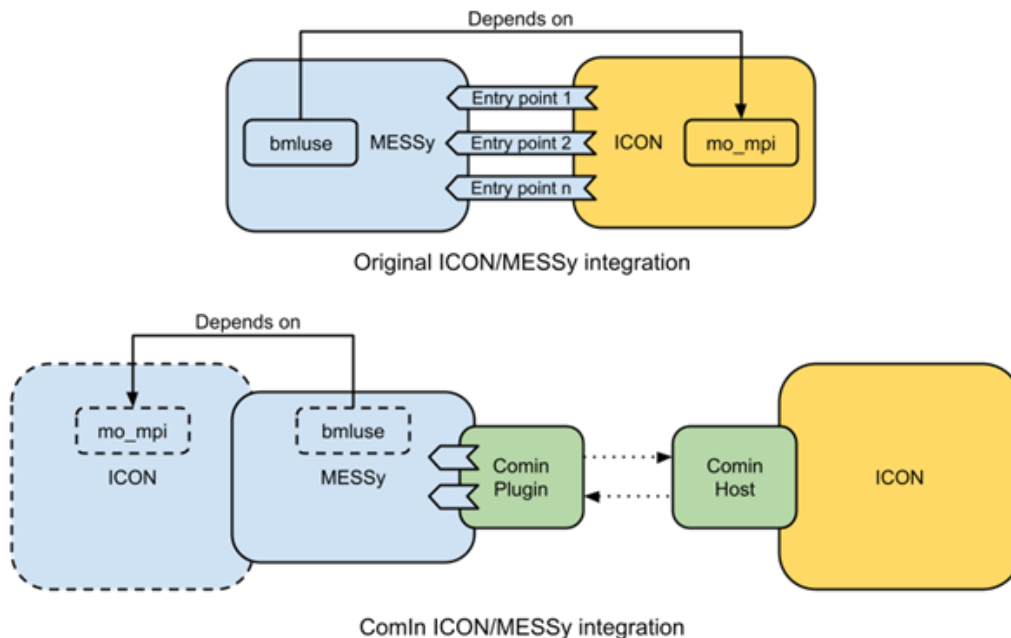 Depends on
Entry point 1
bmluse
MESSy
Entry point 2
ICON
mo_mpi
Entry point n
Original ICON/MESSy integration
Depends on
mo_mpi
bmluse
ICON
MESSy
Comin
Plugin
Comin
Host
ICON
ComIn ICON/MESSy integration